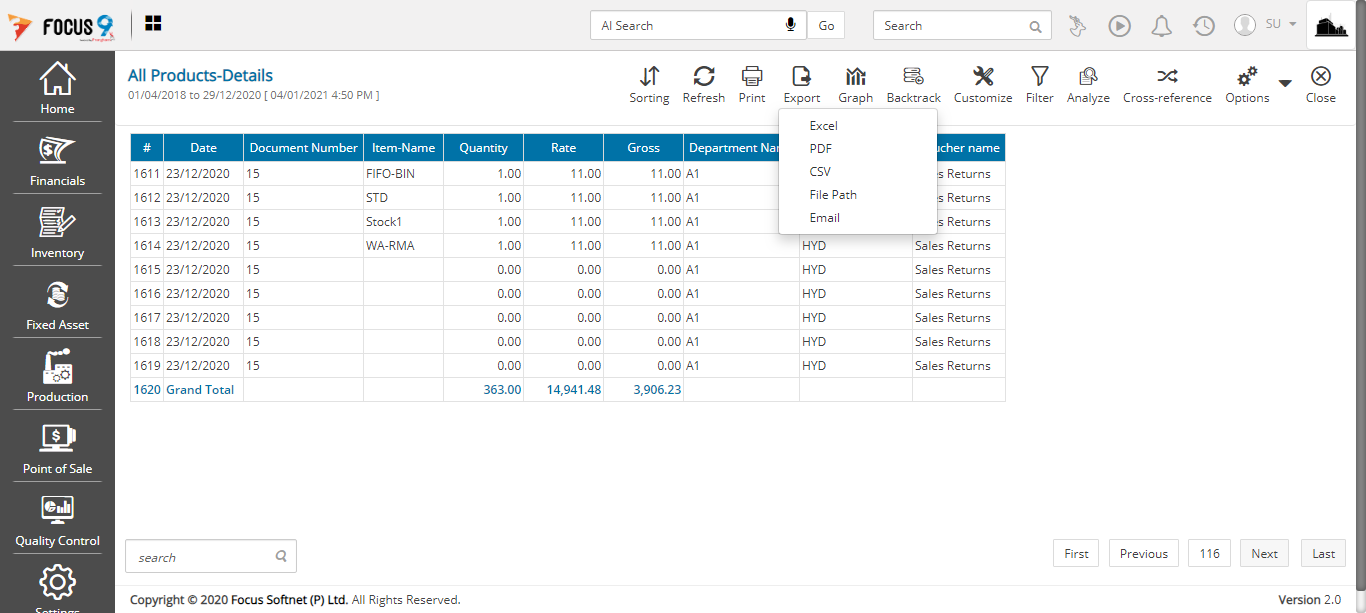 FOCUS 9
AI Search
Go
Search
SU
Home
Financials
Inventory
Fixed Asset
Production
Point of Sale
Quality Control
Settings
All Products-Details
01/04/2018 to 29/12/2020 [ 04/01/2021 4:50 PM ]
Sorting Refresh Print Export Graph Backtrack Customize Filter Analyze Cross-reference Options Close
Excel
PDF
CSV
File Path
Email
# Date Document Number Item-Name Quantity Rate Gross Department Nam ucher name
1611 23/12/2020 15 FIFO-BIN 1.00 11.00 11.00 A1 s Returns
1612 23/12/2020 15 STD 1.00 11.00 11.00 A1 s Returns
1613 23/12/2020 15 Stock1 1.00 11.00 11.00 A1 s Returns
1614 23/12/2020 15 WA-RMA 1.00 11.00 11.00 A1 HYD Sales Returns
1615 23/12/2020 15 0.00 0.00 0.00 A1 HYD Sales Returns
1616 23/12/2020 15 0.00 0.00 0.00 A1 HYD Sales Returns
1617 23/12/2020 15 0.00 0.00 0.00 A1 HYD Sales Returns
1618 23/12/2020 15 0.00 0.00 0.00 A1 HYD Sales Returns
1619 23/12/2020 15 0.00 0.00 0.00 A1 HYD Sales Returns
1620 Grand Total 363.00 14,941.48 3,906.23
search
First Previous 116 Next Last
Copyright © 2020 Focus Softnet (P) Ltd. All Rights Reserved.
Version 2.0